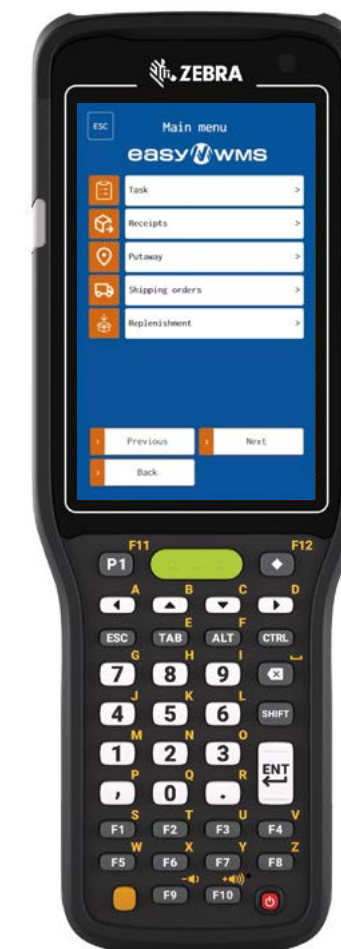 ZEBRA
ESC Main menu
easy WMS
Task >
Receipts >
Putaway >
Shipping orders >
Replenishment >
› Previous › Next
› Back
F11 F12
P1
A B C D
E F
ESC TAB ALT CTRL
G H I
7 8 9
J K L
4 5 6 SHIFT
M N O
1 2 3
ENT
P Q R
, 0 .
S T U V
F1 F2 F3 F4
W X Y Z
F5 F6 F7 F8
- +
F9 F10